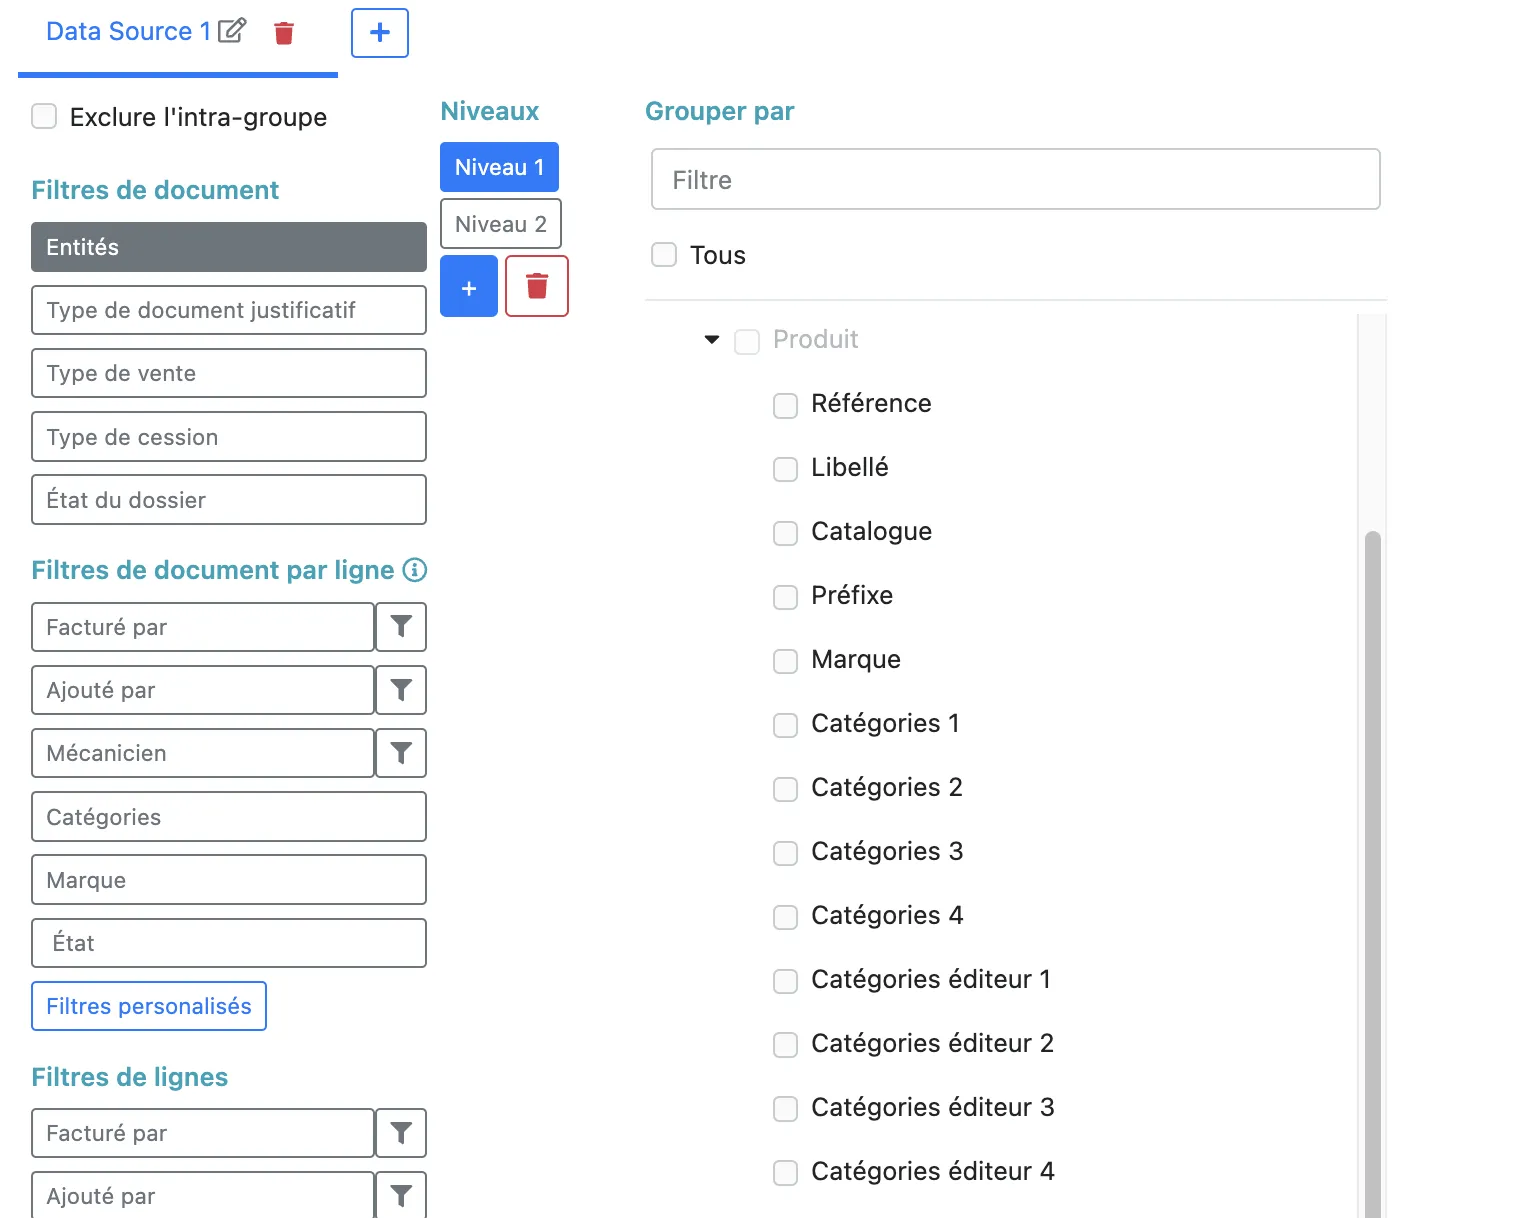 Data Source 1
Exclure l'intra-groupe
Filtres de document
Entités
Type de document justificatif
Type de vente
Type de cession
État du dossier
Filtres de document par ligne
Facturé par
Ajouté par
Mécanicien
Catégories
Marque
État
Filtres personalisés
Filtres de lignes
Facturé par
Ajouté par
Niveaux
Niveau 1
Niveau 2
+
Grouper par
Filtre
Tous
Produit
Référence
Libellé
Catalogue
Préfixe
Marque
Catégories 1
Catégories 2
Catégories 3
Catégories 4
Catégories éditeur 1
Catégories éditeur 2
Catégories éditeur 3
Catégories éditeur 4